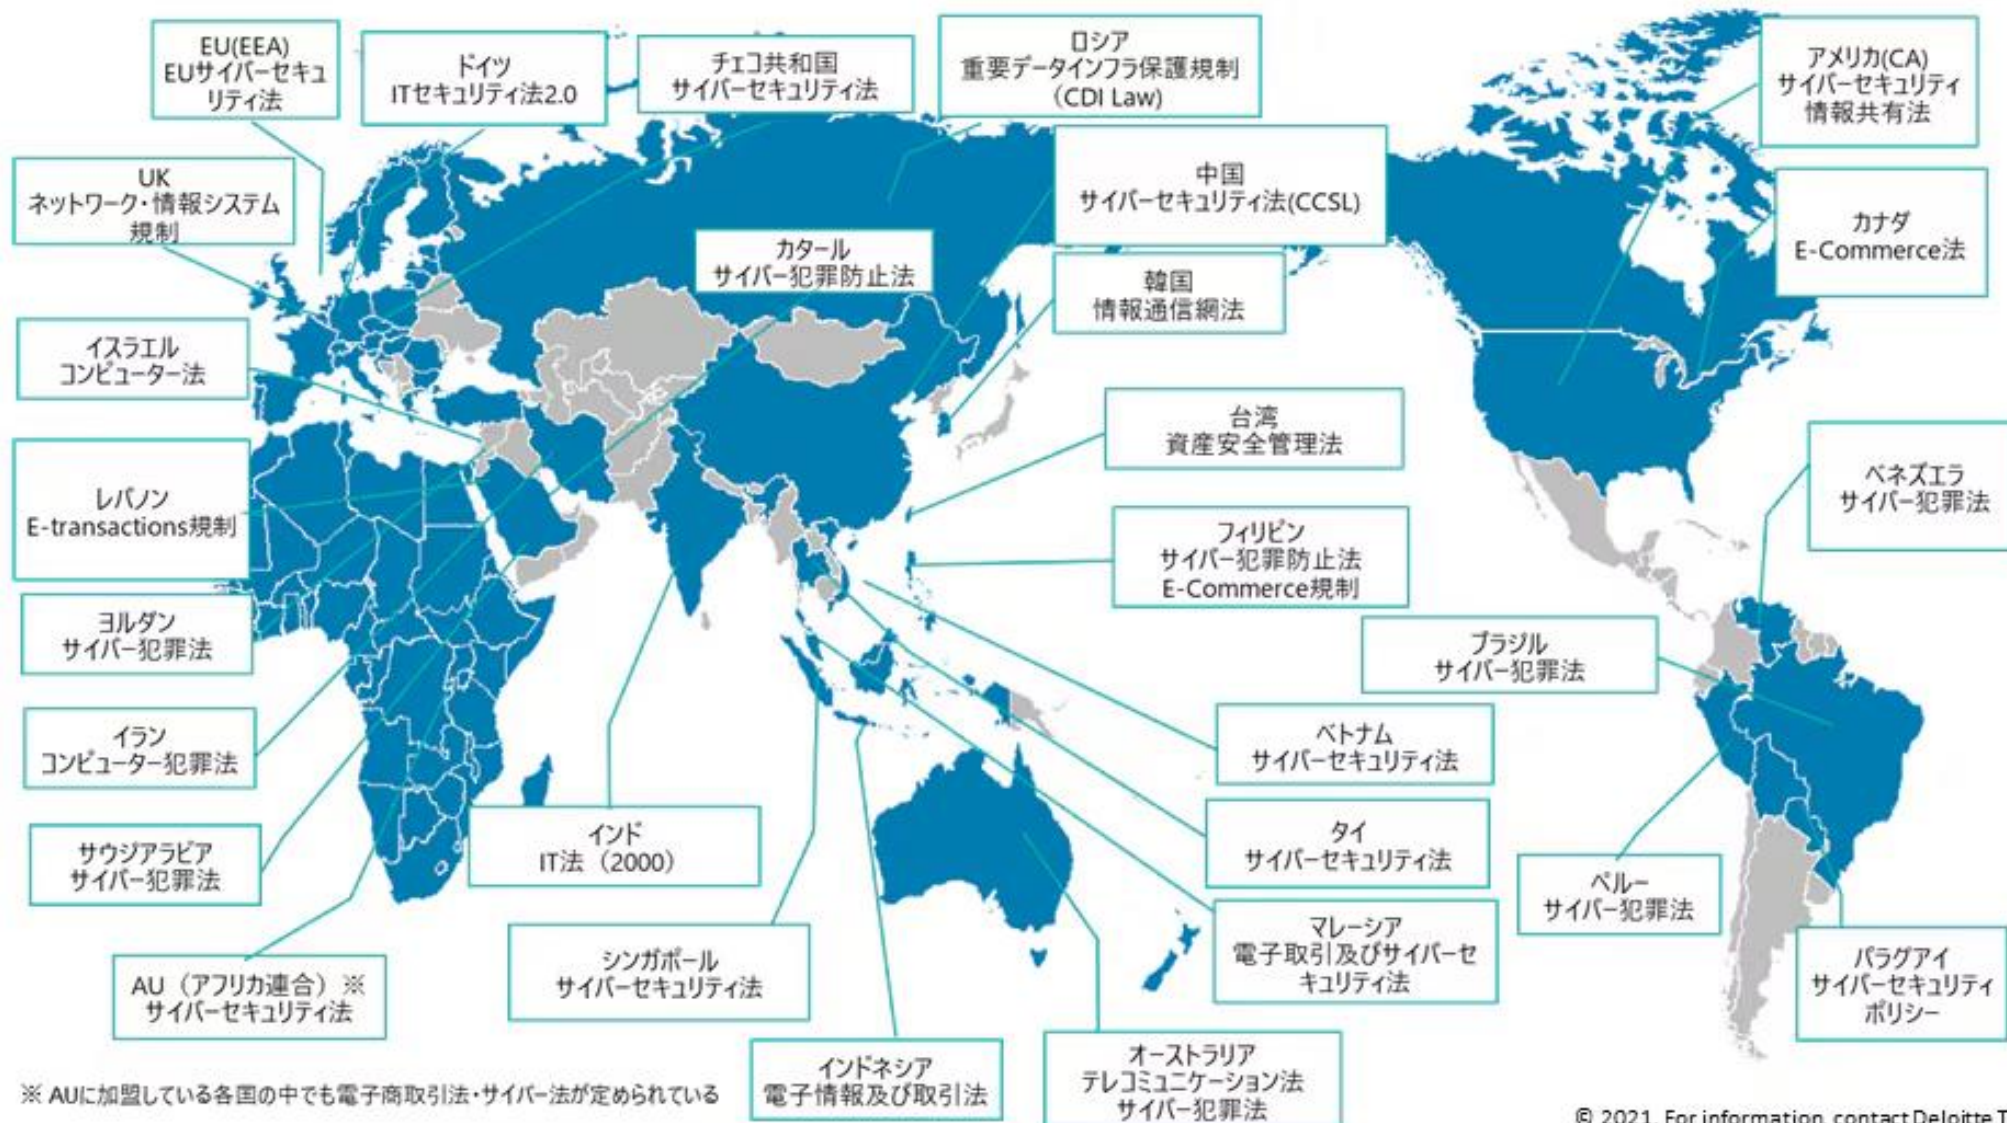 EU(EEA)
EUサイバーセキュ
リティ法
ドイツ
ITセキュリティ法2.0
チェコ共和国
サイバーセキュリティ法
ロシア
重要データインフラ保護規制
（CDI Law)
アメリカ(CA)
サイバーセキュリティ
情報共有法
UK
ネットワーク・情報システム
規制
中国
サイバーセキュリティ法(CCSL)
カナダ
E-Commerce法
カタール
サイバー犯罪防止法
韓国
情報通信網法
イスラエル
コンピューター法
台湾
資産安全管理法
ベネズエラ
サイバー犯罪法
レバノン
E-transactions規制
フィリピン
サイバー犯罪防止法
E-Commerce規制
ヨルダン
サイバー犯罪法
ブラジル
サイバー犯罪法
イラン
コンピューター犯罪法
ベトナム
サイバーセキュリティ法
インド
IT法（2000）
タイ
サイバーセキュリティ法
サウジアラビア
サイバー犯罪法
ペルー
サイバー犯罪法
マレーシア
電子取引及びサイバーセ
キュリティ法
シンガポール
サイバーセキュリティ法
AU（アフリカ連合）※
サイバーセキュリティ法
パラグアイ
サイバーセキュリティ
ポリシー
インドネシア
電子情報及び取引法
オーストラリア
テレコミュニケーション法
サイバー犯罪法
※ AUに加盟している各国の中でも電子商取引法・サイバー法が定められている
© 2021. For information, contact Deloitte T